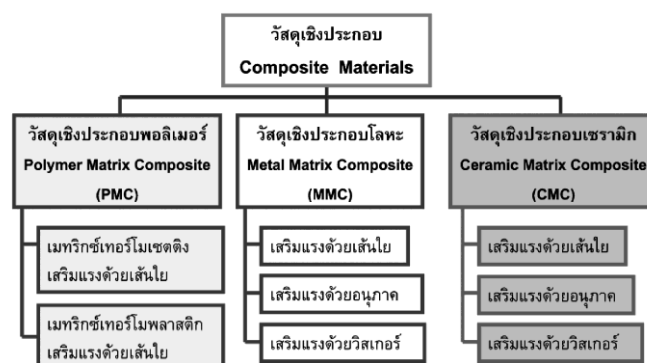 วัสดุเชิงประกอบ
Composite Materials
วัสดุเชิงประกอบพอลิเมอร์
Polymer Matrix Composite
(PMC)
เมทริกซ์เทอร์โมเซตติง
เสริมแรงด้วยเส้นใย
เมทริกซ์เทอร์โมพลาสติก
เสริมแรงด้วยเส้นใย
วัสดุเชิงประกอบโลหะ
Metal Matrix Composite
(MMC)
เสริมแรงด้วยเส้นใย
เสริมแรงด้วยอนุภาค
เสริมแรงด้วยวิสเกอร์
วัสดุเชิงประกอบเซรามิก
Ceramic Matrix Composite
(CMC)
เสริมแรงด้วยเส้นใย
เสริมแรงด้วยอนุภาค
เสริมแรงด้วยวิสเกอร์